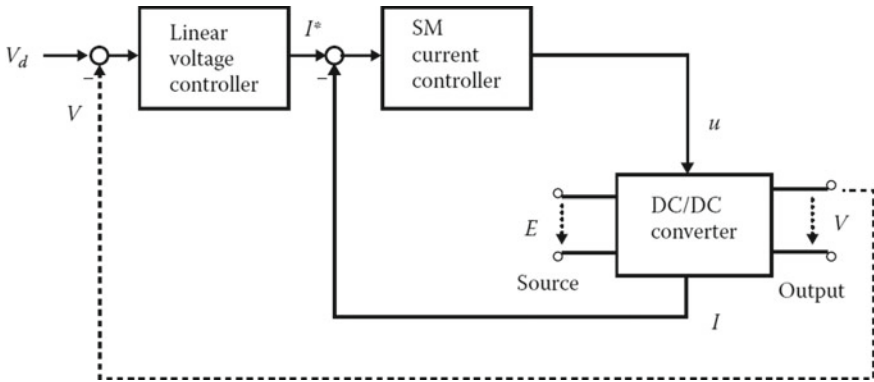 Linear
voltage
controller
SM
current
controller
V_d
I*
−
−
V
u
DC/DC
converter
E
V
Source
Output
I